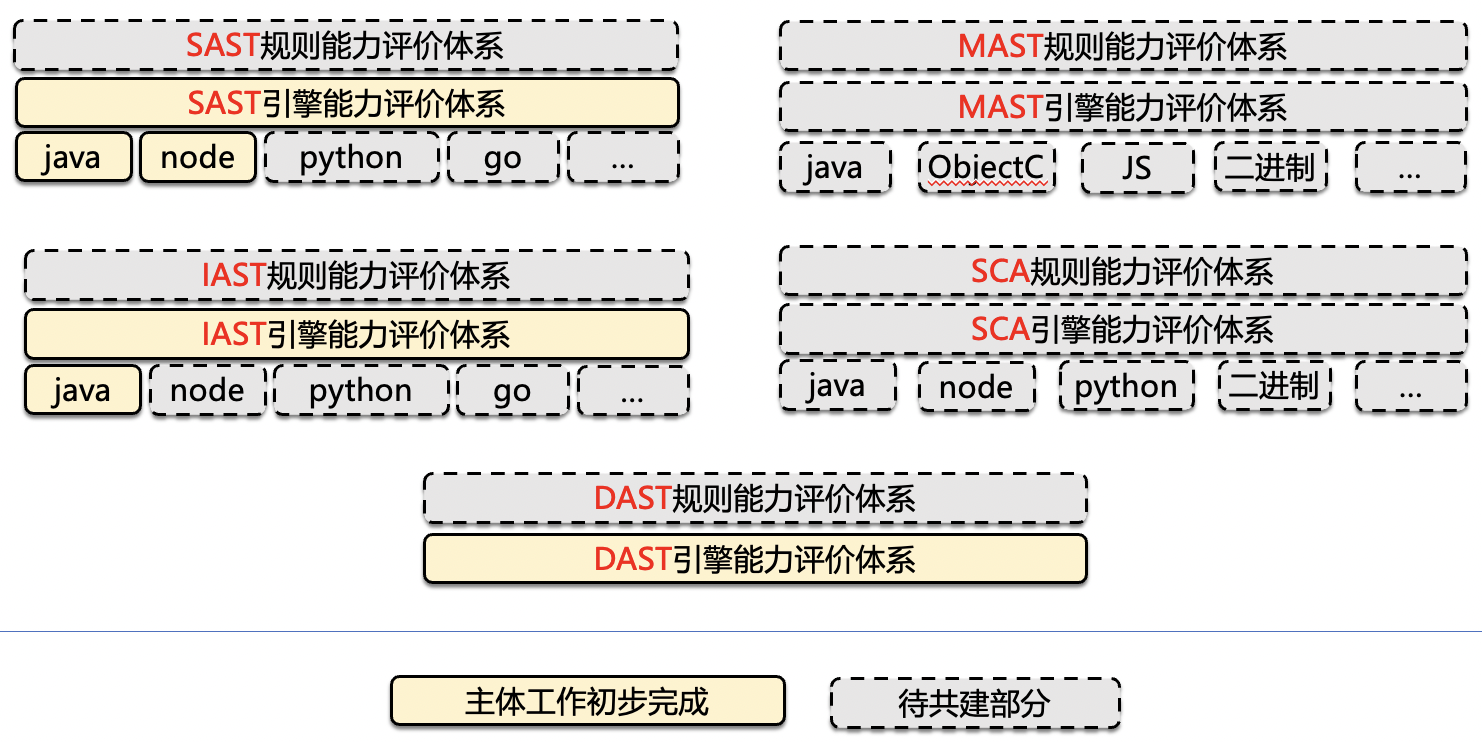 SAST规则能力评价体系
SAST引擎能力评价体系
java node python go ...
MAST规则能力评价体系
MAST引擎能力评价体系
java ObjectC JS 二进制 ...
IAST规则能力评价体系
IAST引擎能力评价体系
java node python go ...
SCA规则能力评价体系
SCA引擎能力评价体系
java node python 二进制 ...
DAST规则能力评价体系
DAST引擎能力评价体系
主体工作初步完成 待共建部分